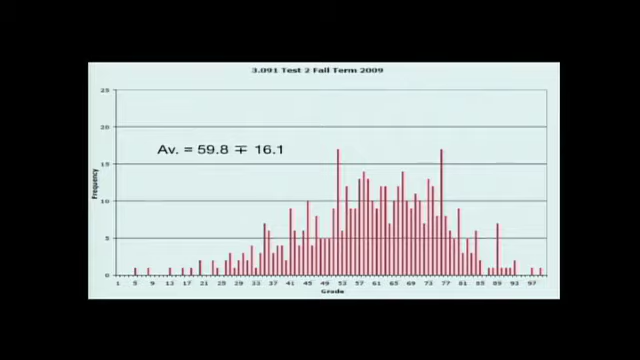 3.091 Test 2 Fall Term 2009
25
20
Av. = 59.8 ∓ 16.1
15
Frequency
10
5
0
1 5 9 13 17 21 25 29 33 37 41 45 49 53 57 61 65 69 73 77 81 85 89 93 97
Grade